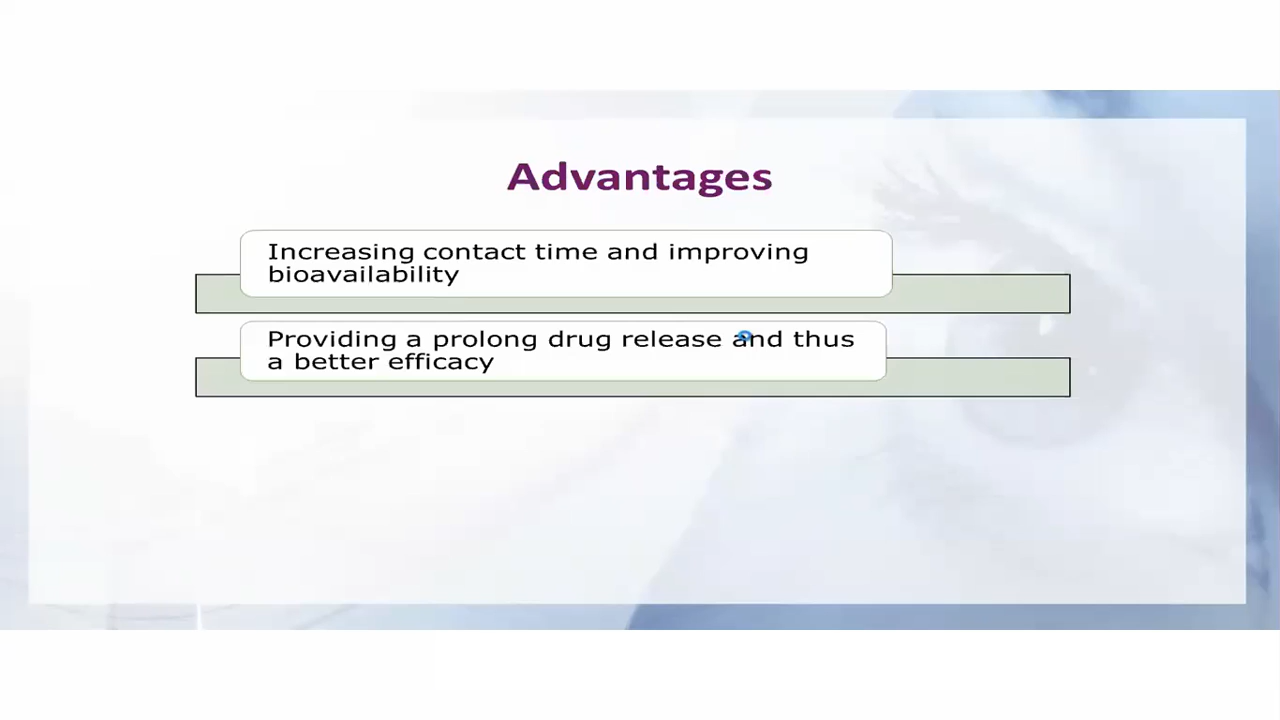 Advantages
Increasing contact time and improving
bioavailability
Providing a prolong drug release and thus
a better efficacy